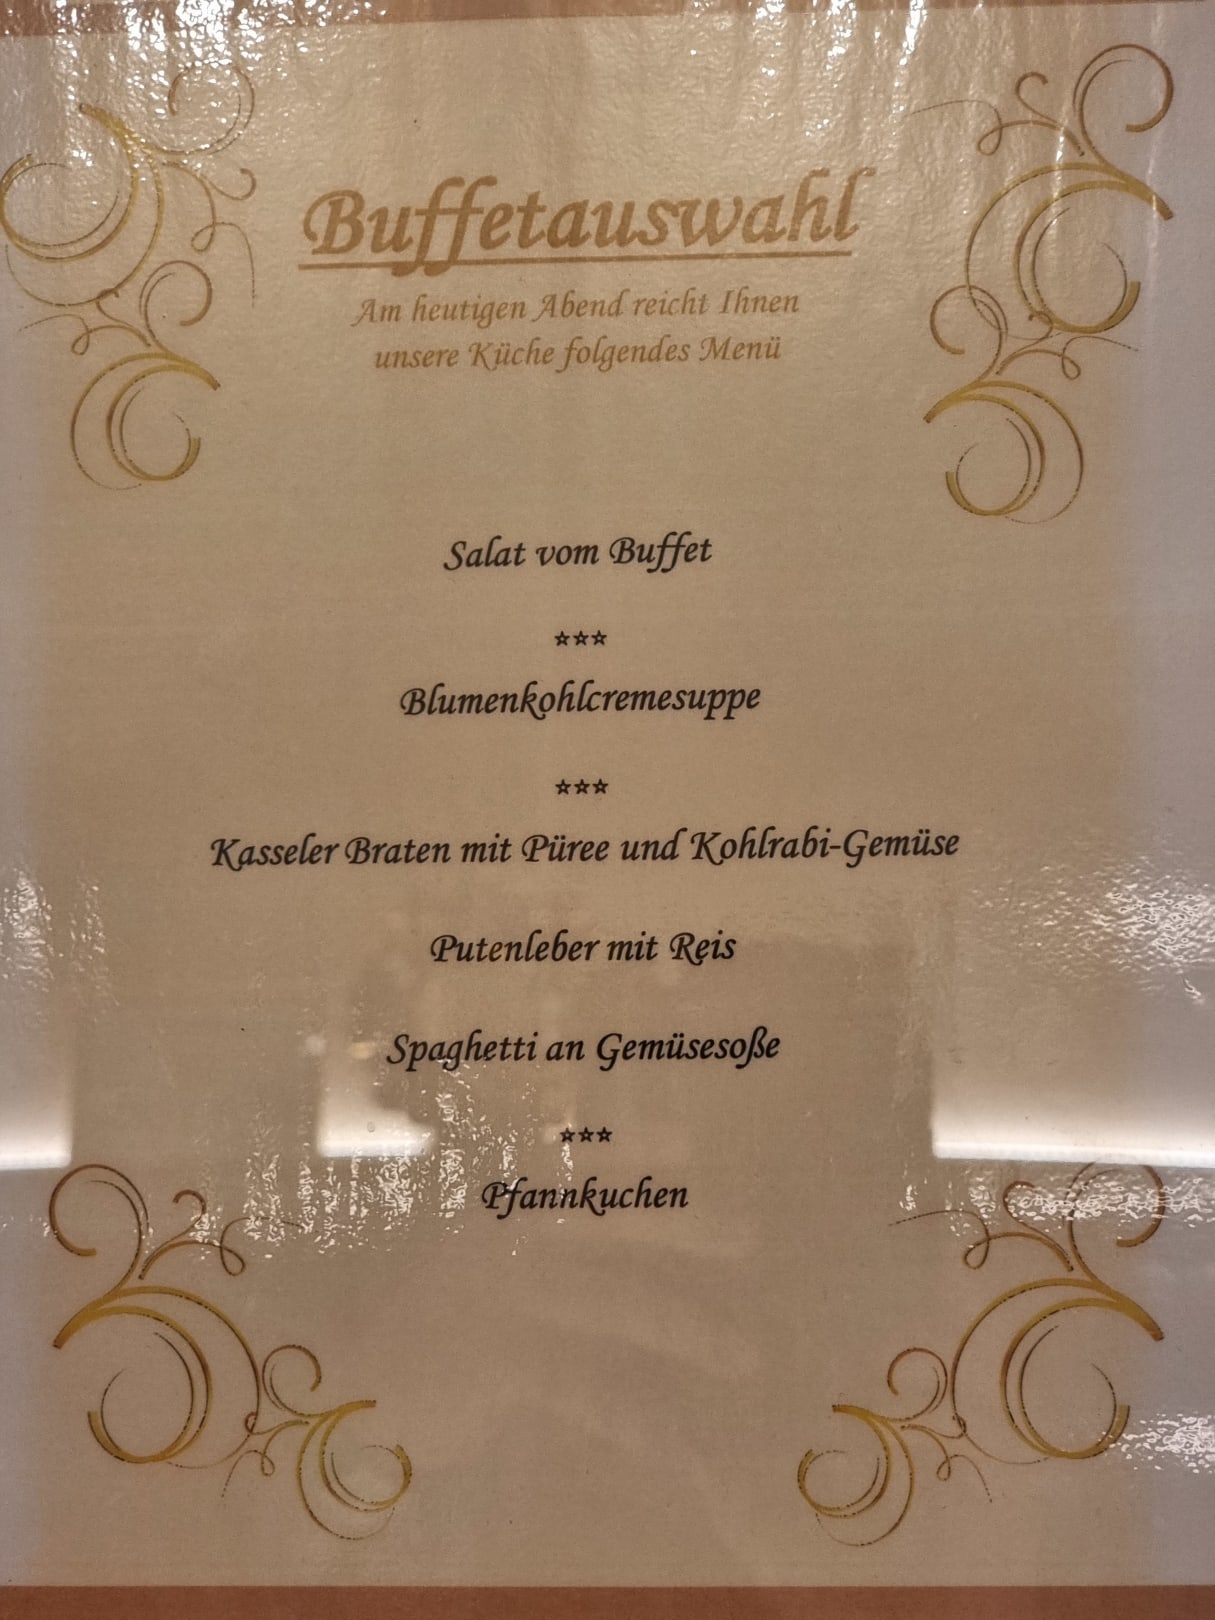 Buffetauswahl
Am heutigen Abend reicht Ihnen
unsere Küche folgendes Menü
Salat vom Buffet
☆☆☆
Blumenkohlcremesuppe
☆☆☆
Kasseler Braten mit Püree und Kohlrabi-Gemüse
Putenleber mit Reis
Spaghetti an Gemüsesoße
☆☆☆
Pfannkuchen